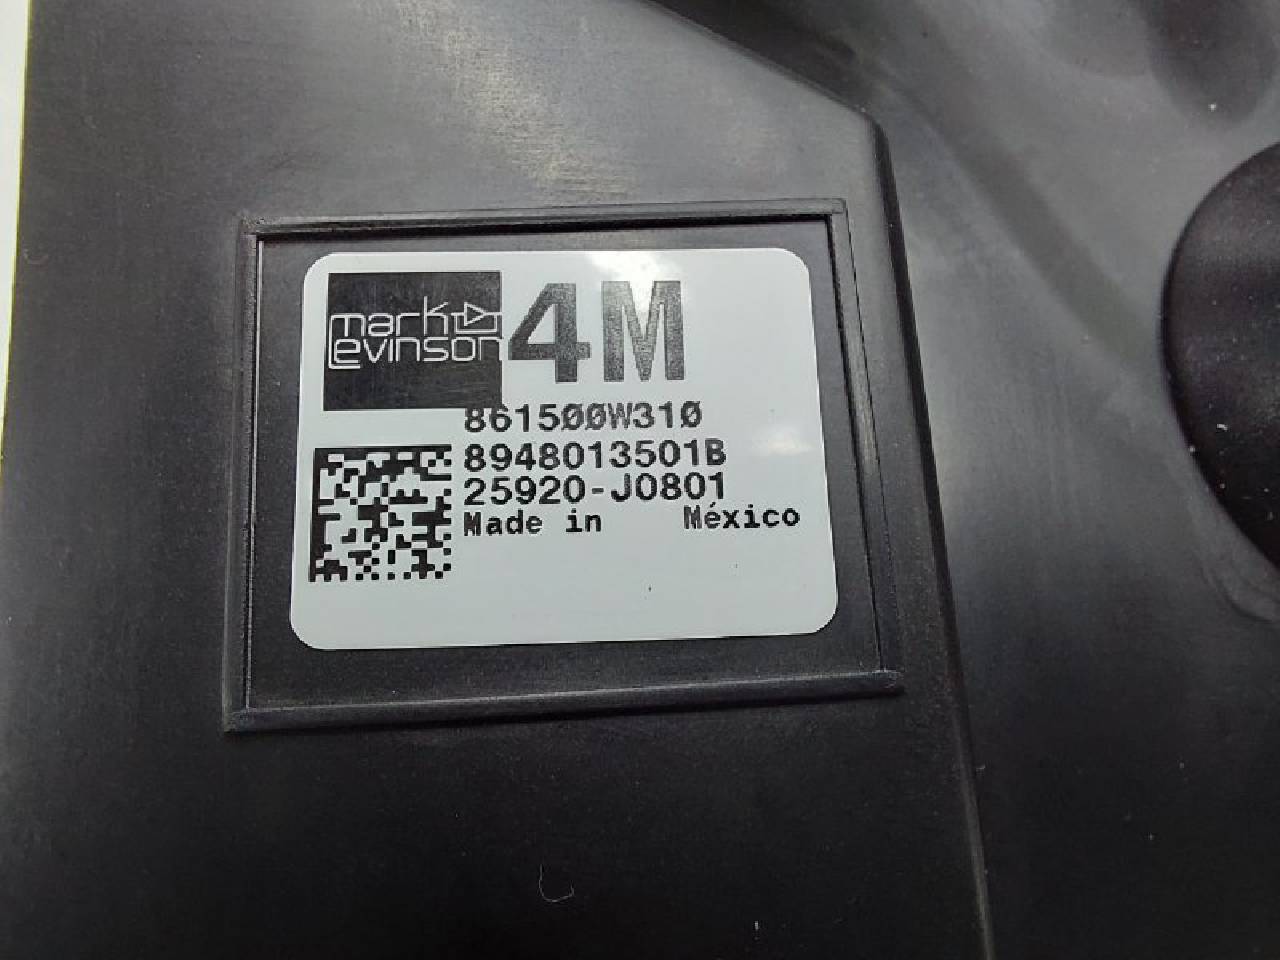 mark
Levinson
4M
861500W310
8948013501B
25920-J0801
Made in México